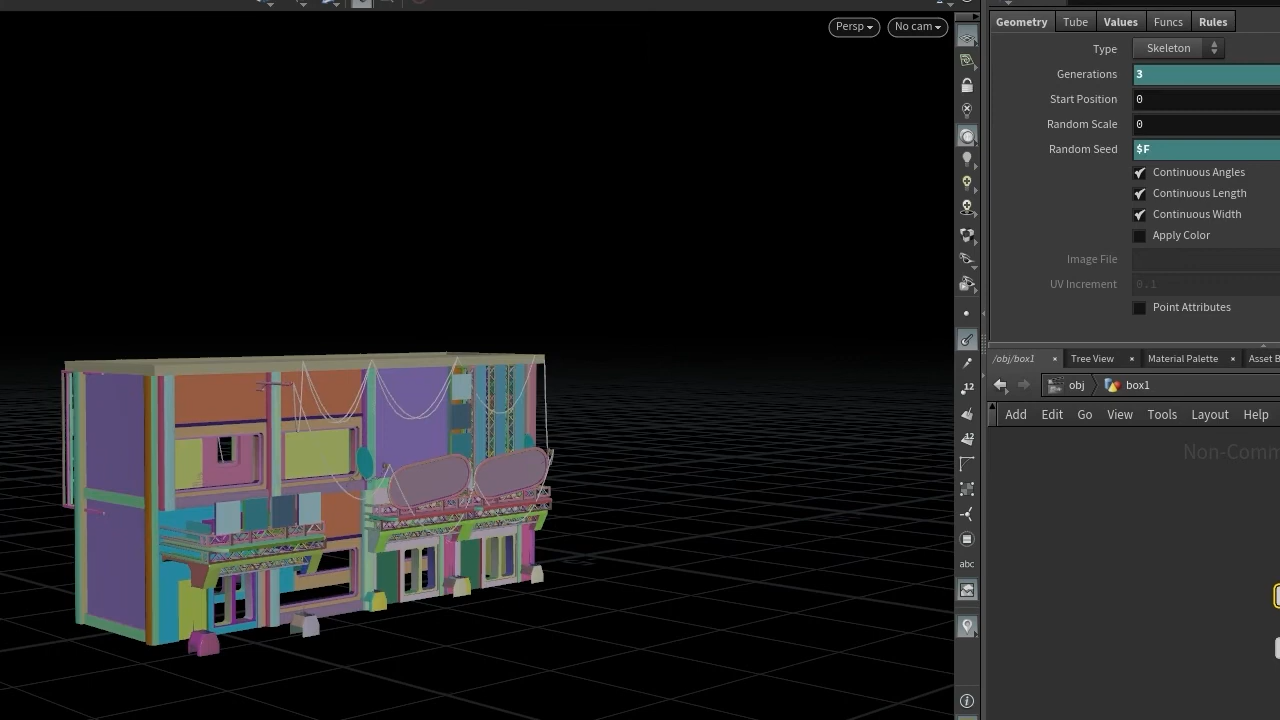 Persp
No cam
Geometry
Tube
Values
Funcs
Rules
Type
Skeleton
Generations
3
Start Position
0
Random Scale
0
Random Seed
$F
Continuous Angles
Continuous Length
Continuous Width
Apply Color
Image File
UV Increment
0.1
Point Attributes
/obj/box1
Tree View
Material Palette
Asset B
obj
box1
Add
Edit
Go
View
Tools
Layout
Help
Non-Comm
12
12
abc